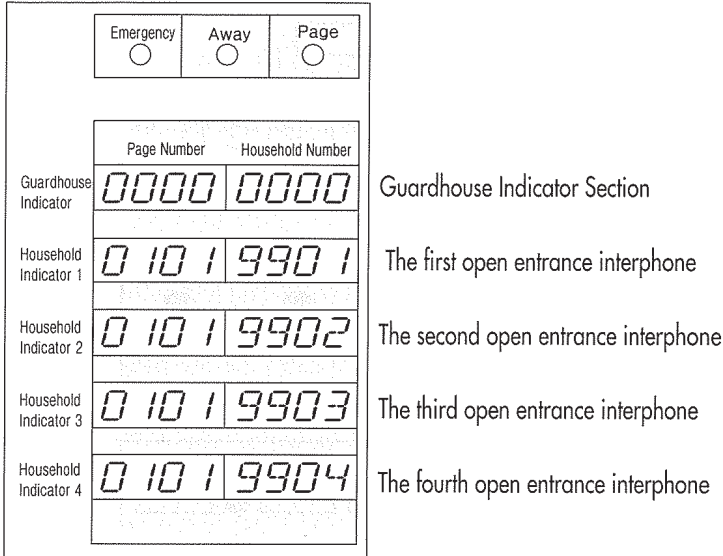 Emergency Away Page
Page Number Household Number
Guardhouse
Indicator
0000 0000
Guardhouse Indicator Section
Household
Indicator 1
0101 9901
The first open entrance interphone
Household
Indicator 2
0101 9902
The second open entrance interphone
Household
Indicator 3
0101 9903
The third open entrance interphone
Household
Indicator 4
0101 9904
The fourth open entrance interphone